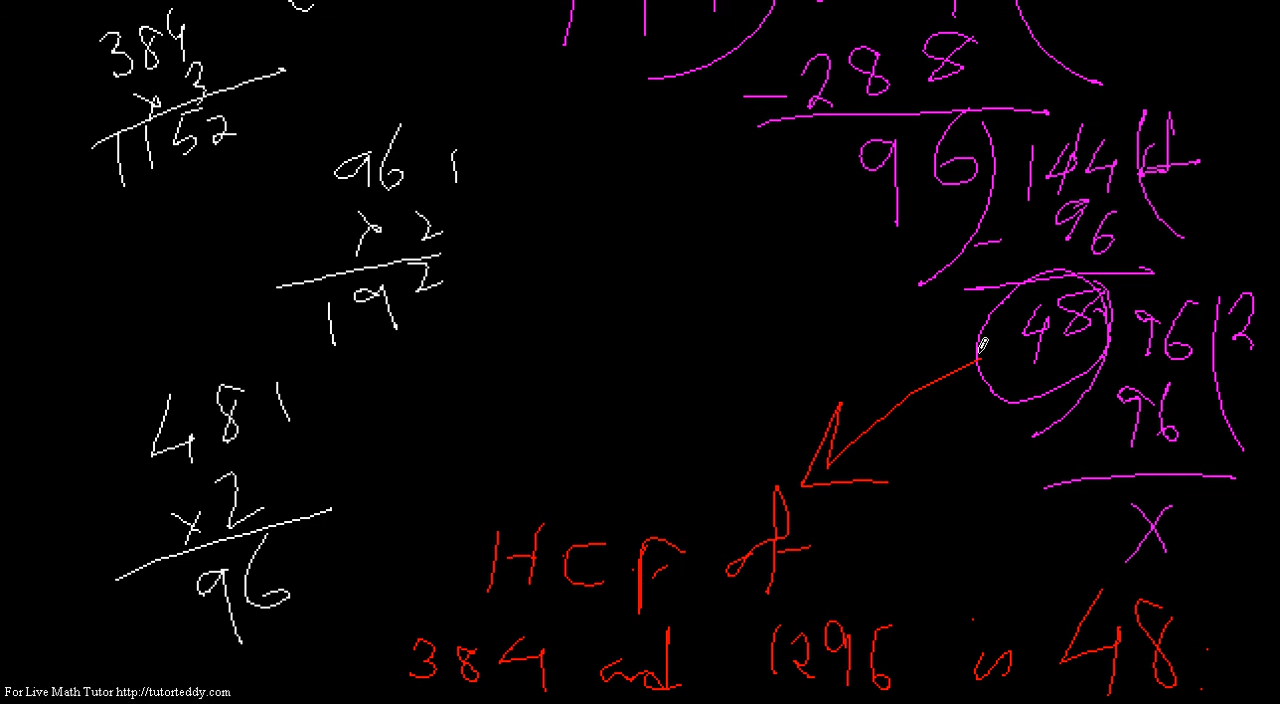 384
x 3
1152
96
x 2
192
48
x 2
96
- 288
96) 144 (
- 96
48) 96 (2
96
x
HCF of
384 and 1296 is 48.
For Live Math Tutor http://tutorteddy.com